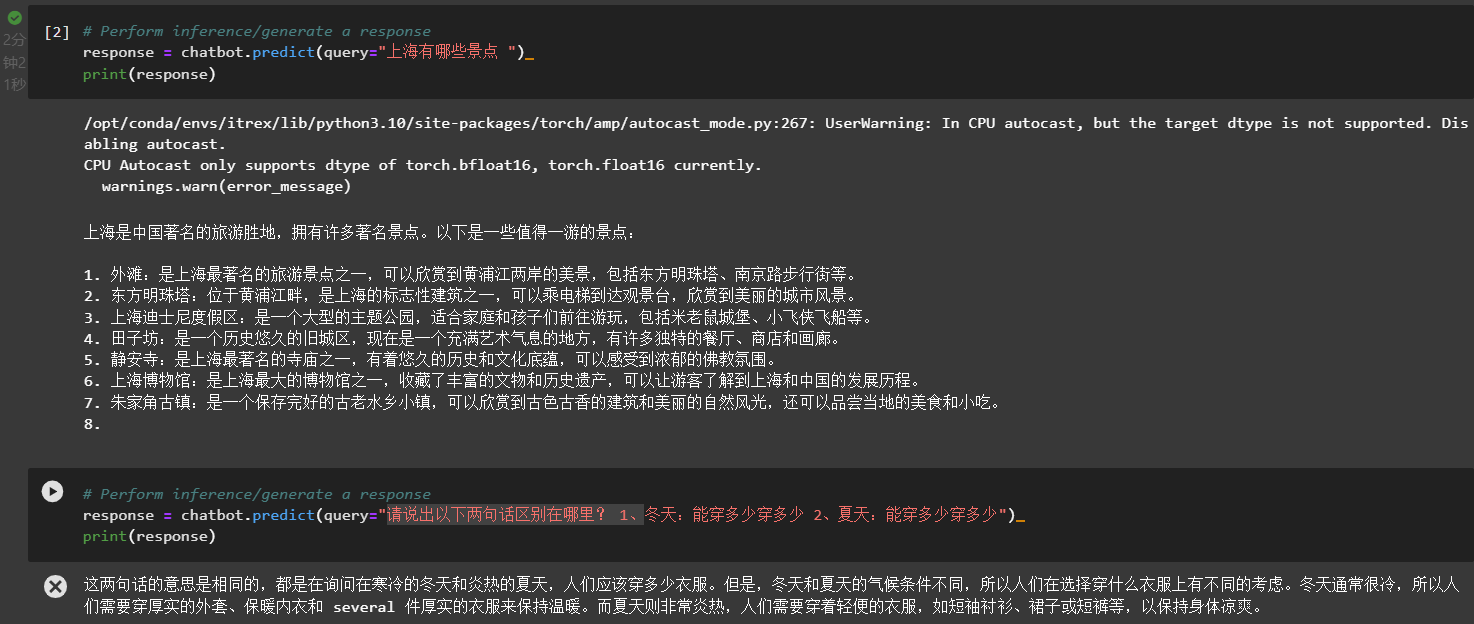 [2] # Perform inference/generate a response
2分 response = chatbot.predict(query="上海有哪些景点 ")_
钟2
1秒 print(response)
/opt/conda/envs/itrex/lib/python3.10/site-packages/torch/amp/autocast_mode.py:267: UserWarning: In CPU autocast, but the target dtype is not supported. Dis
abling autocast.
CPU Autocast only supports dtype of torch.bfloat16, torch.float16 currently.
warnings.warn(error_message)
上海是中国著名的旅游胜地，拥有许多著名景点。以下是一些值得一游的景点：
1. 外滩：是上海最著名的旅游景点之一，可以欣赏到黄浦江两岸的美景，包括东方明珠塔、南京路步行街等。
2. 东方明珠塔：位于黄浦江畔，是上海的标志性建筑之一，可以乘电梯到达观景台，欣赏到美丽的城市风景。
3. 上海迪士尼度假区：是一个大型的主题公园，适合家庭和孩子们前往游玩，包括米老鼠城堡、小飞侠飞船等。
4. 田子坊：是一个历史悠久的旧城区，现在是一个充满艺术气息的地方，有许多独特的餐厅、商店和画廊。
5. 静安寺：是上海最著名的寺庙之一，有着悠久的历史和文化底蕴，可以感受到浓郁的佛教氛围。
6. 上海博物馆：是上海最大的博物馆之一，收藏了丰富的文物和历史遗产，可以让游客了解到上海和中国的发展历程。
7. 朱家角古镇：是一个保存完好的古老水乡小镇，可以欣赏到古色古香的建筑和美丽的自然风光，还可以品尝当地的美食和小吃。
8.
# Perform inference/generate a response
response = chatbot.predict(query="请说出以下两句话区别在哪里？ 1、冬天：能穿多少穿多少 2、夏天：能穿多少穿多少")_
print(response)
这两句话的意思是相同的，都是在询问在寒冷的冬天和炎热的夏天，人们应该穿多少衣服。但是，冬天和夏天的气候条件不同，所以人们在选择穿什么衣服上有不同的考虑。冬天通常很冷，所以人
们需要穿厚实的外套、保暖内衣和 several 件厚实的衣服来保持温暖。而夏天则非常炎热，人们需要穿着轻便的衣服，如短袖衬衫、裙子或短裤等，以保持身体凉爽。